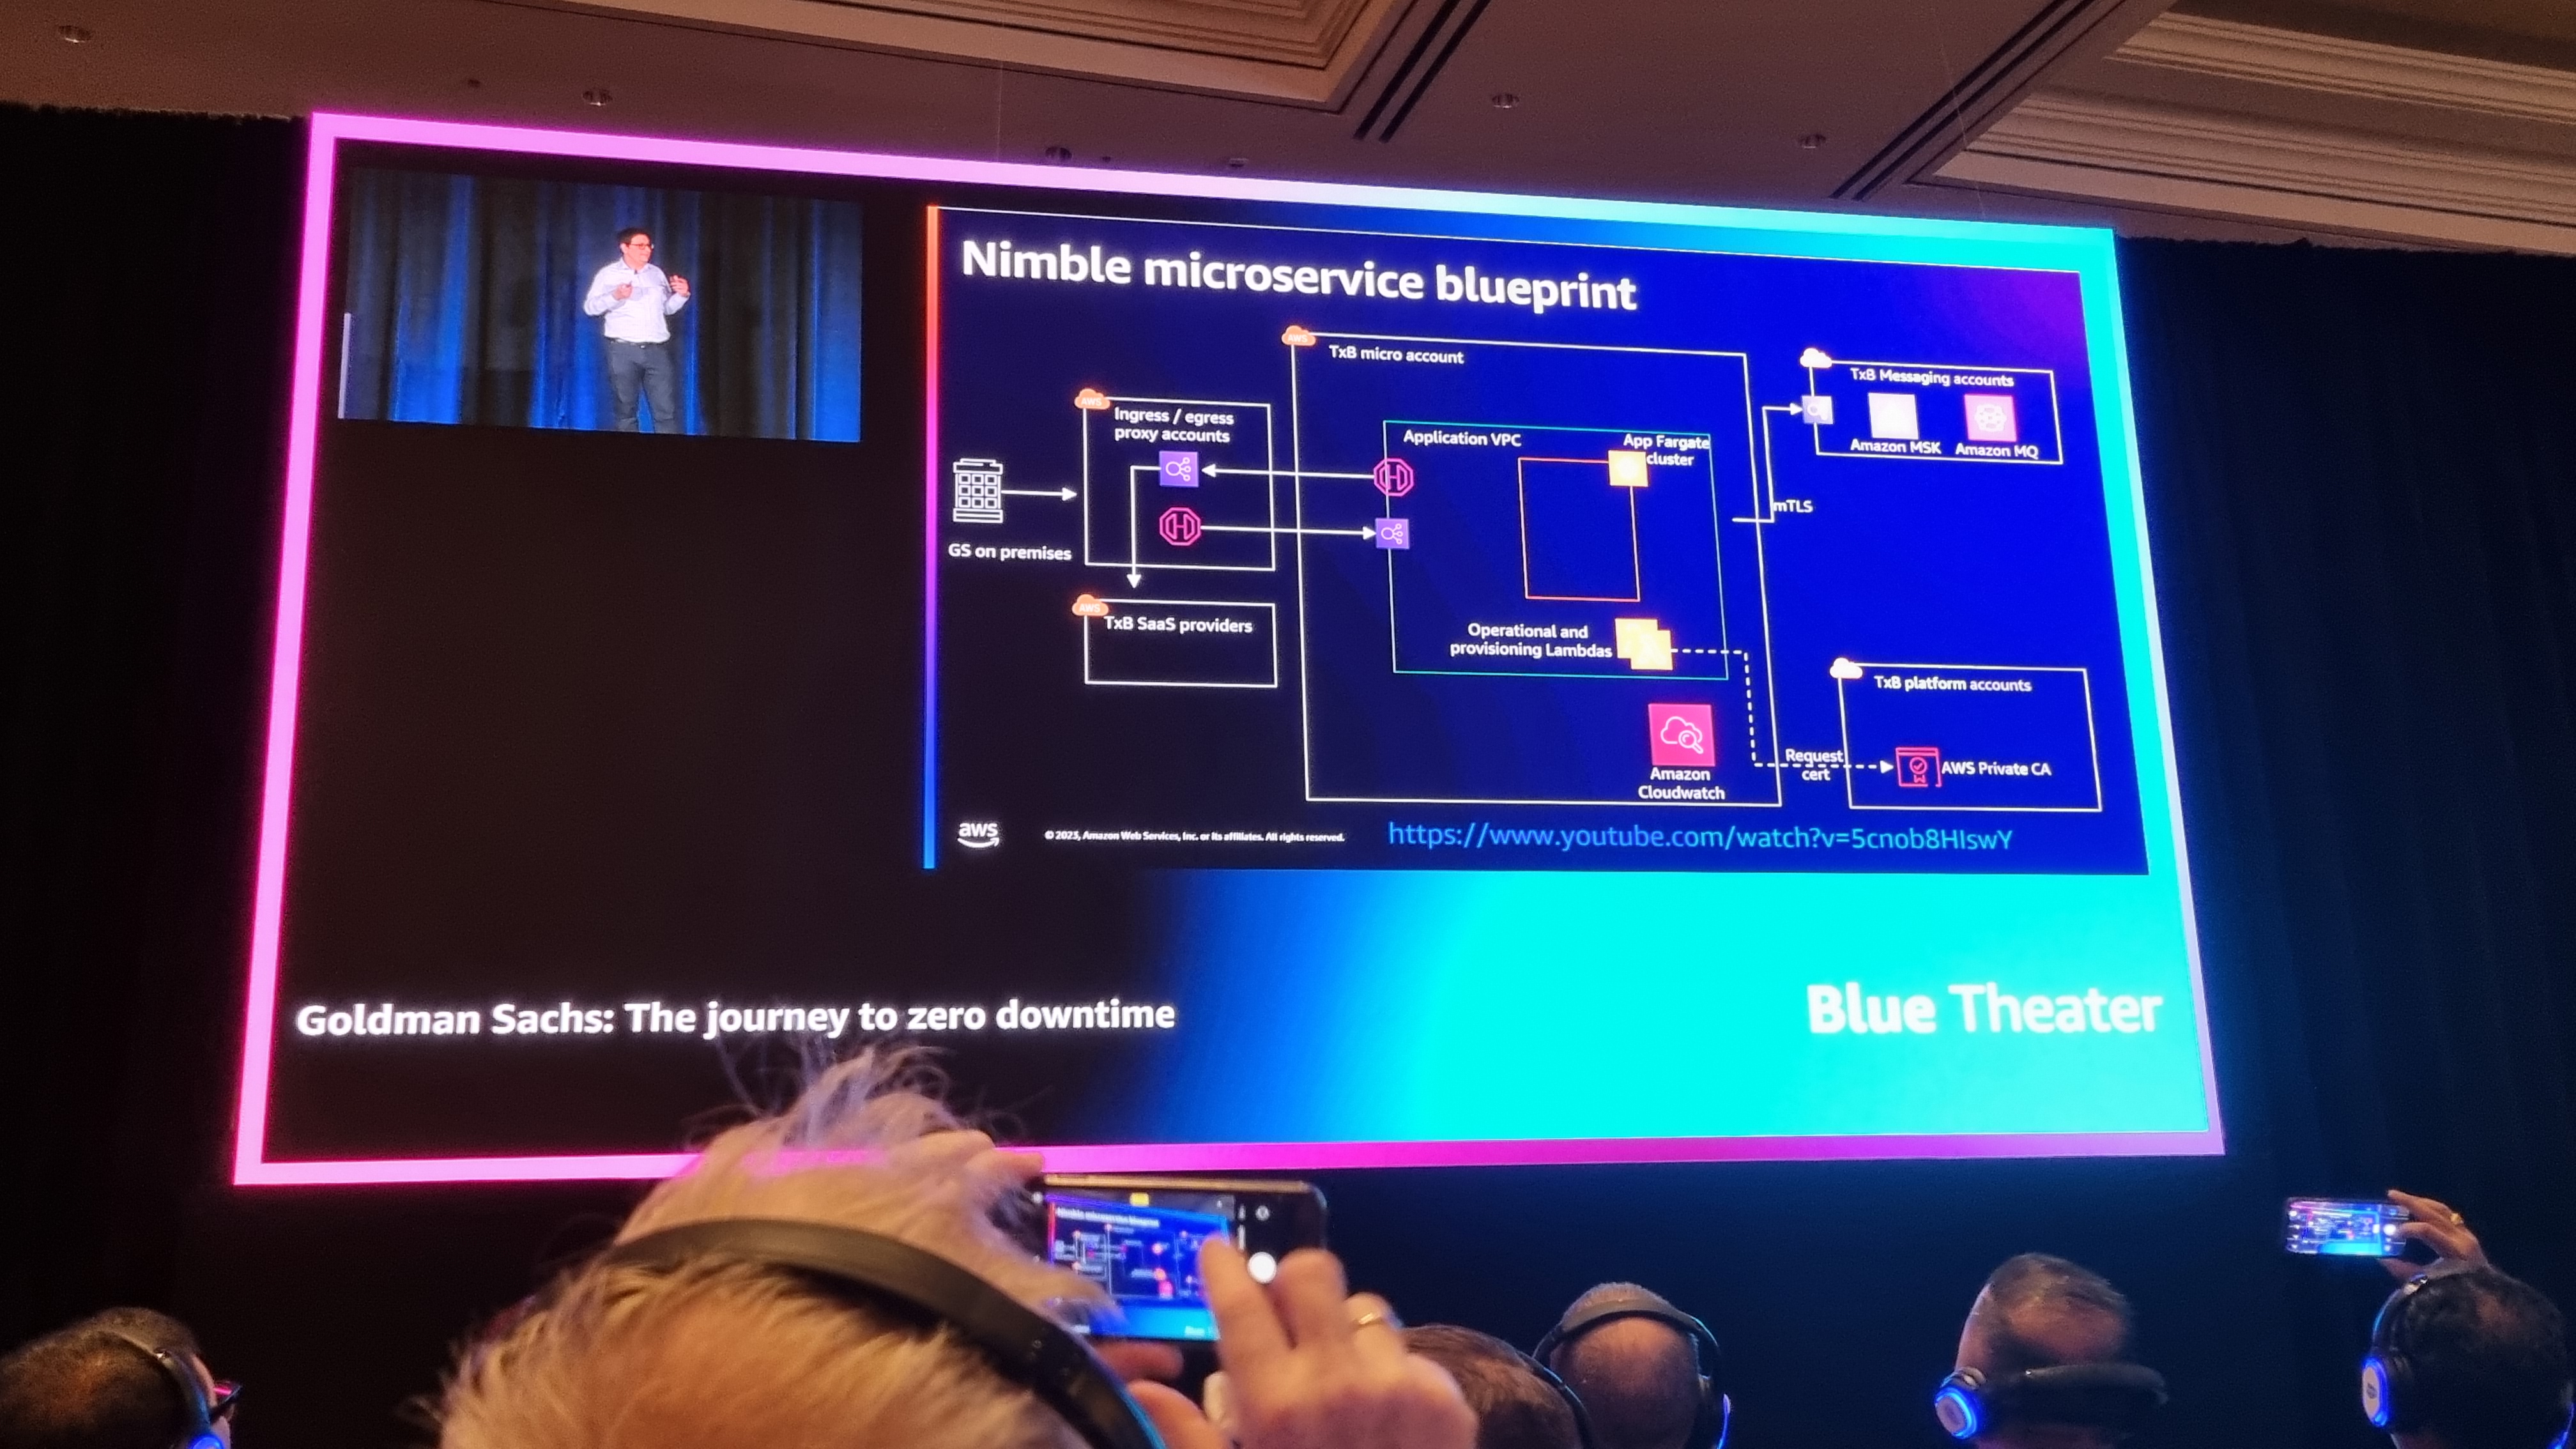 Nimble microservice blueprint
AWS
TxB micro account
AWS
Ingress / egress
proxy accounts
GS on premises
AWS
TxB SaaS providers
Application VPC
App Fargate
cluster
Operational and
provisioning Lambdas
Amazon
Cloudwatch
TxB Messaging accounts
Amazon MSK
Amazon MQ
mTLS
TxB platform accounts
Request
cert
AWS Private CA
aws
© 2023, Amazon Web Services, Inc. or its affiliates. All rights reserved.
https://www.youtube.com/watch?v=5cnob8HIswY
Goldman Sachs: The journey to zero downtime
Blue Theater